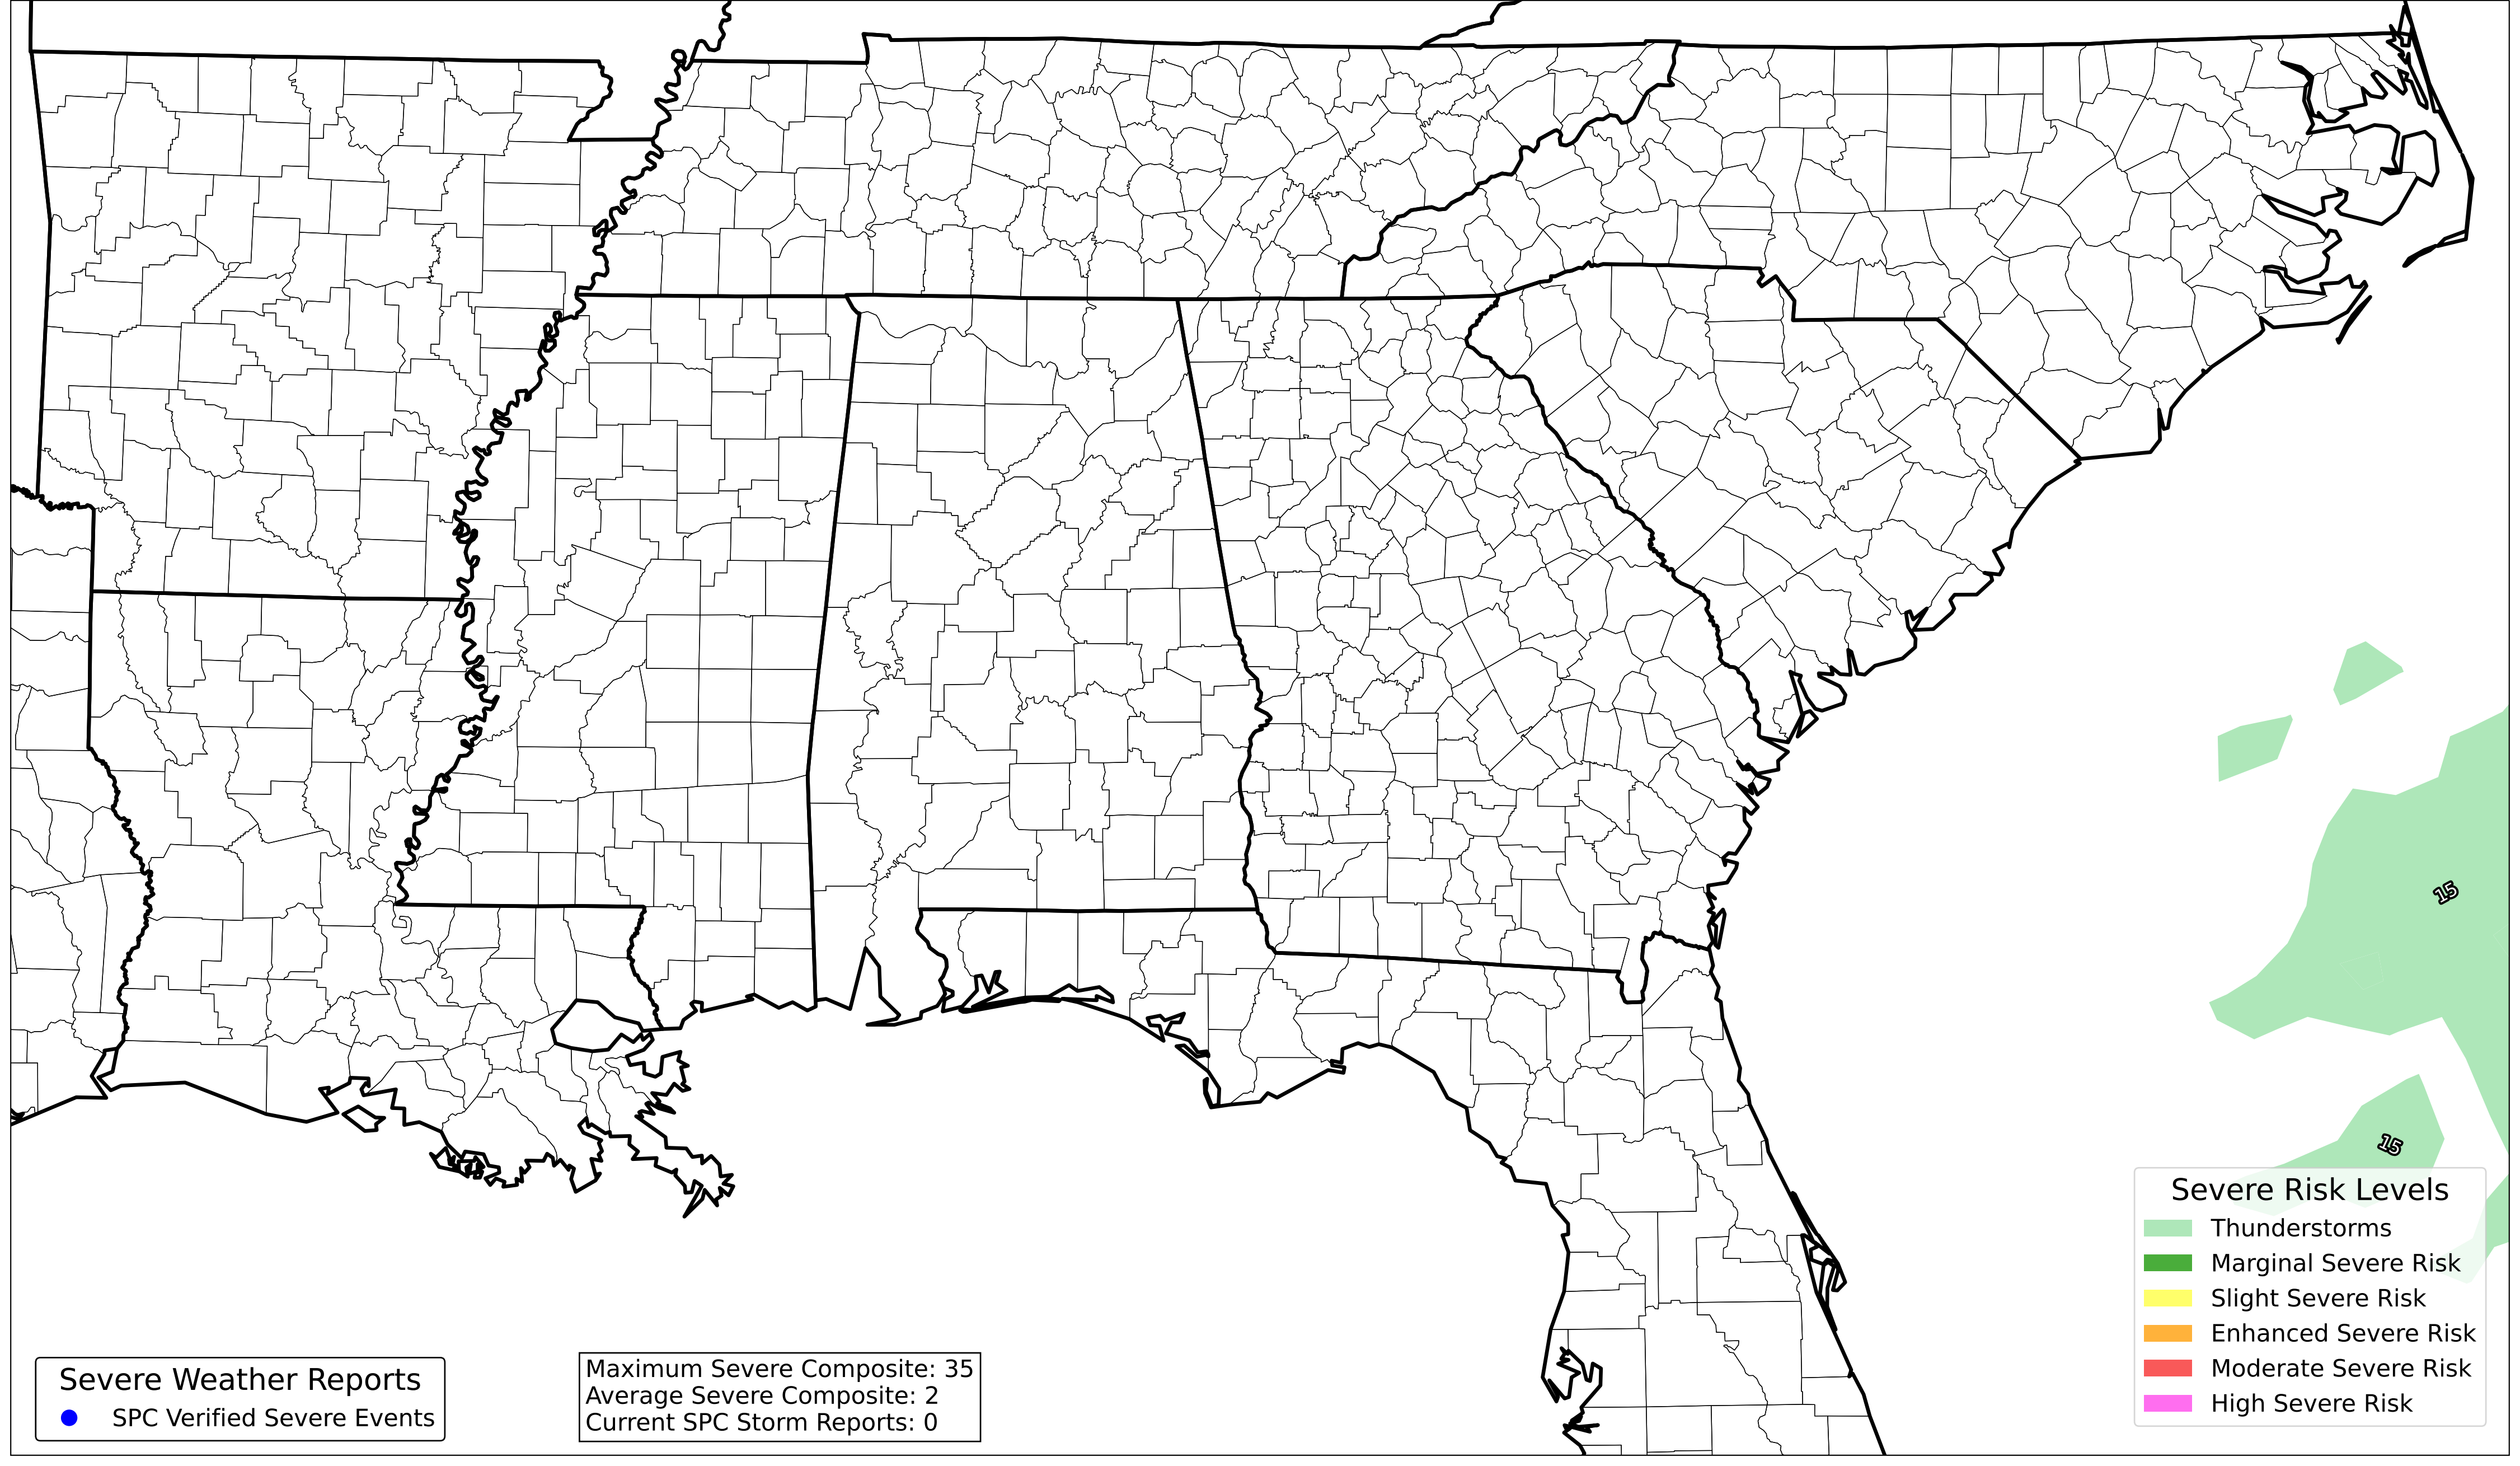 15
15
Severe Risk Levels
Thunderstorms
Marginal Severe Risk
Slight Severe Risk
Enhanced Severe Risk
Moderate Severe Risk
High Severe Risk
Severe Weather Reports
SPC Verified Severe Events
Maximum Severe Composite: 35
Average Severe Composite: 2
Current SPC Storm Reports: 0